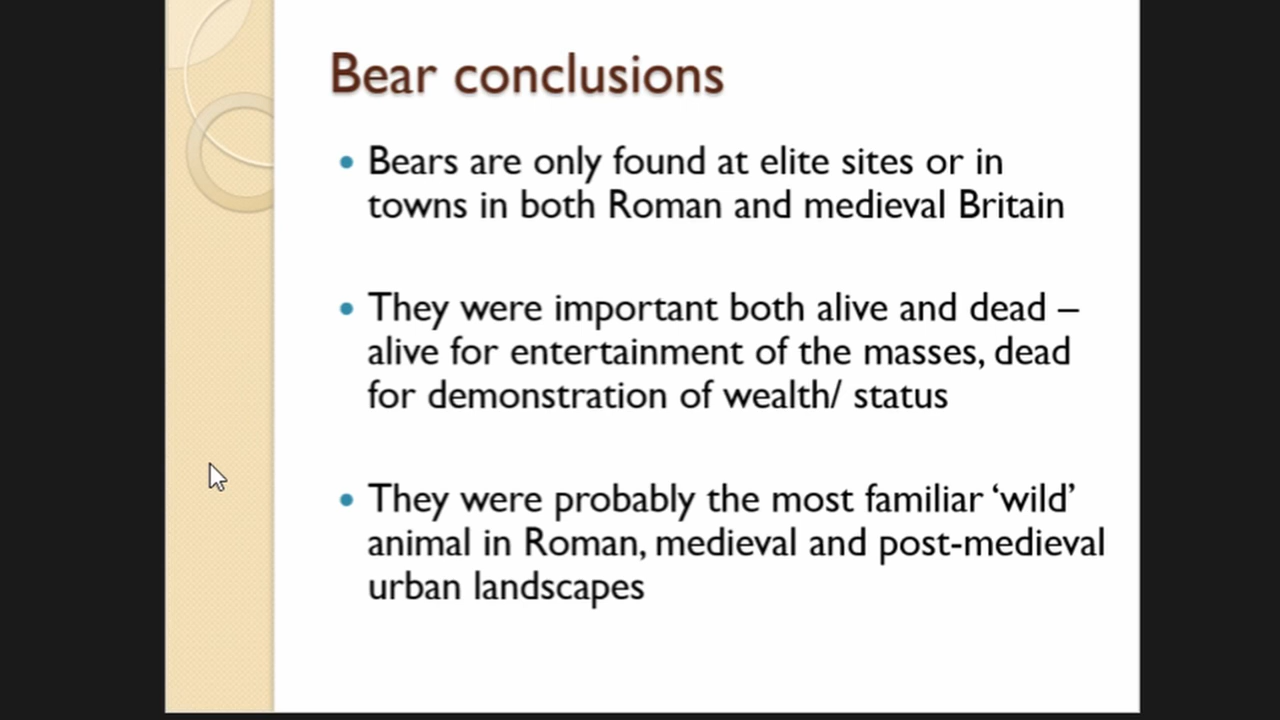 Bear conclusions
• Bears are only found at elite sites or in
towns in both Roman and medieval Britain
• They were important both alive and dead –
alive for entertainment of the masses, dead
for demonstration of wealth/ status
• They were probably the most familiar ‘wild’
animal in Roman, medieval and post-medieval
urban landscapes